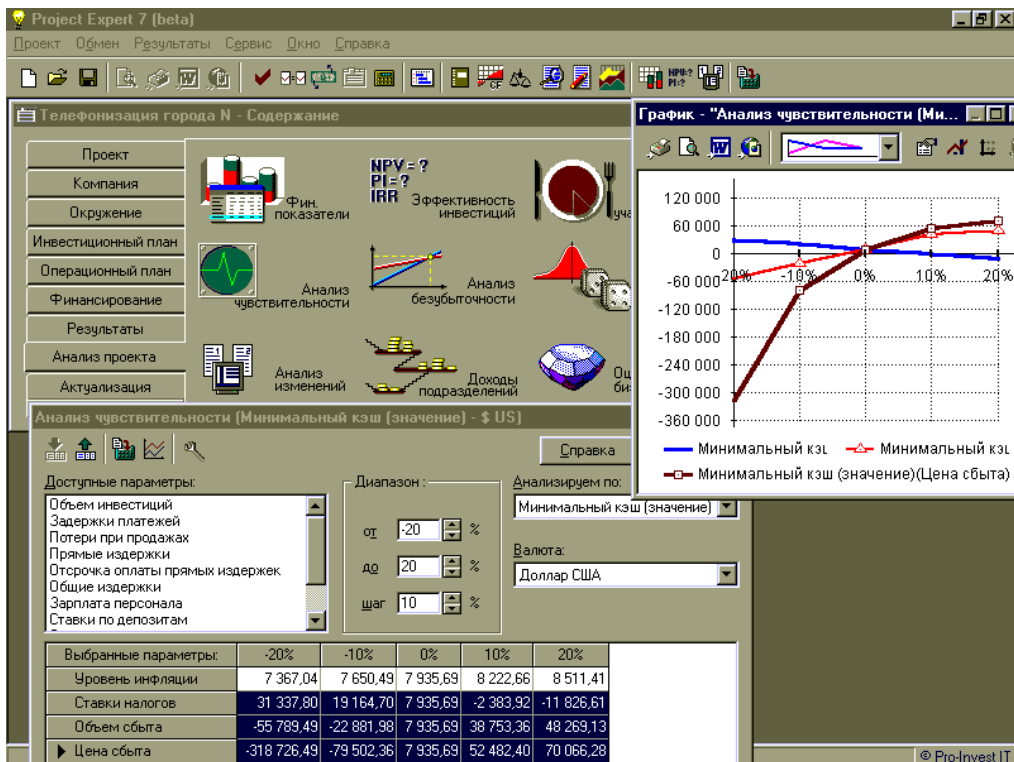 Project Expert 7 (beta)
Проект Обмен Результаты Сервис Окно Справка
CF
NPV=?
PI=?
Телефонизация города N - Содержание
Проект
Компания
Окружение
Инвестиционный план
Операционный план
Финансирование
Результаты
Анализ проекта
Актуализация
Фин.
показатели
NPV = ?
PI = ?
IRR
Эффективность
инвестиций
Анализ
чувствительности
Анализ
безубыточности
Анализ
изменений
Доходы
подразделений
График - "Анализ чувствительности (Ми...
120 000
60 000
0
-60 000
-120 000
-180 000
-240 000
-300 000
-360 000
-20% -10% 0% 10% 20%
Минимальный кэш Минимальный кэш
Минимальный кэш (значение)(Цена сбыта)
Анализ чувствительности (Минимальный кэш (значение) - $ US)
Справка
Доступные параметры:
Объем инвестиций
Задержки платежей
Потери при продажах
Прямые издержки
Отсрочка оплаты прямых издержек
Общие издержки
Зарплата персонала
Ставки по депозитам
Диапазон :
от -20 %
до 20 %
шаг 10 %
Анализируем по:
Минимальный кэш (значение)
Валюта:
Доллар США
Выбранные параметры: -20% -10% 0% 10% 20%
Уровень инфляции 7 367,04 7 650,49 7 935,69 8 222,66 8 511,41
Ставки налогов 31 337,80 19 164,70 7 935,69 -2 383,92 -11 826,61
Объем сбыта -55 789,49 -22 881,98 7 935,69 38 753,36 48 269,13
Цена сбыта -318 726,49 -79 502,36 7 935,69 52 482,40 70 066,28
© Pro-Invest IT